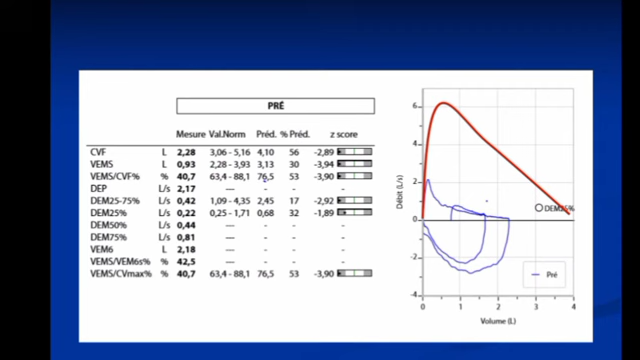 PRÉ
Mesure Val.Norm Préd. % Préd. z score
CVF L 2,28 3,06 - 5,16 4,10 56 -2,89
VEMS L 0,93 2,28 - 3,93 3,13 30 -3,94
VEMS/CVF% % 40,7 63,4 - 88,1 76,5 53 -3,90
DEP L/s 2,17 — - -
DEM25-75% L/s 0,42 1,09 - 4,35 2,45 17 -2,92
DEM25% L/s 0,22 0,25 - 1,71 0,68 32 -1,89
DEM50% L/s 0,44 — - -
DEM75% L/s 0,81 — - -
VEM6 L 2,18 — - -
VEMS/VEM6s% % 42,5 — - -
VEMS/CVmax% % 40,7 63,4 - 88,1 76,5 53 -3,90
Débit (L/s)
6
4
2
0
-2
-4
DEM25%
Pré
0 1 2 3 4
Volume (L)